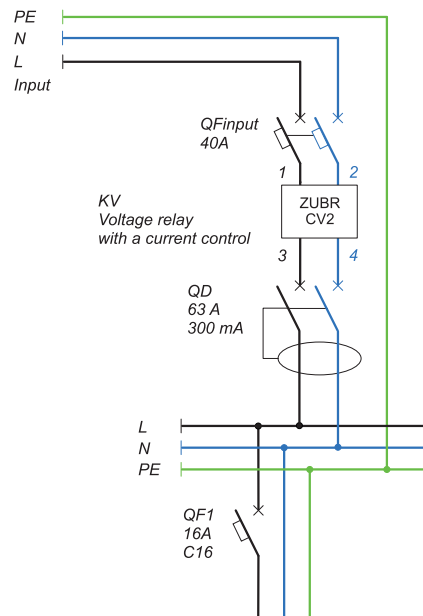 PE
N
L
Input
QFinput
40A
1
2
KV
Voltage relay
with a current control
ZUBR
CV2
3
4
QD
63 A
300 mA
L
N
PE
QF1
16A
C16